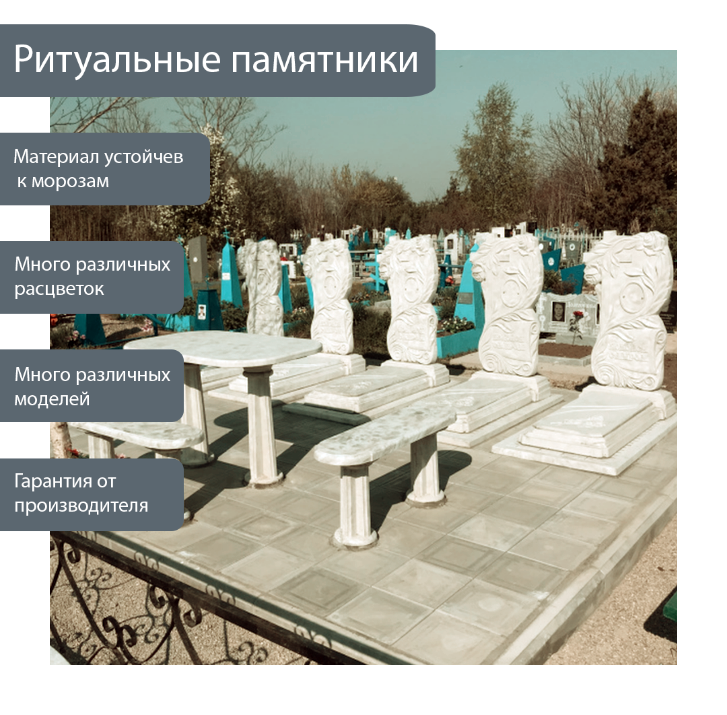 Ритуальные памятники
Материал устойчев
к морозам
Много различных
расцветок
Много различных
моделей
Гарантия от
производителя